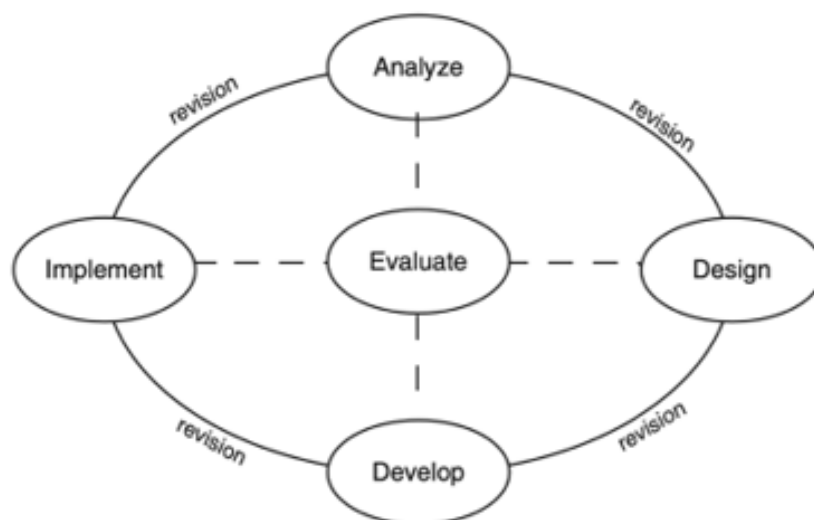 Analyze
revision
revision
Implement
Evaluate
Design
revision
revision
Develop